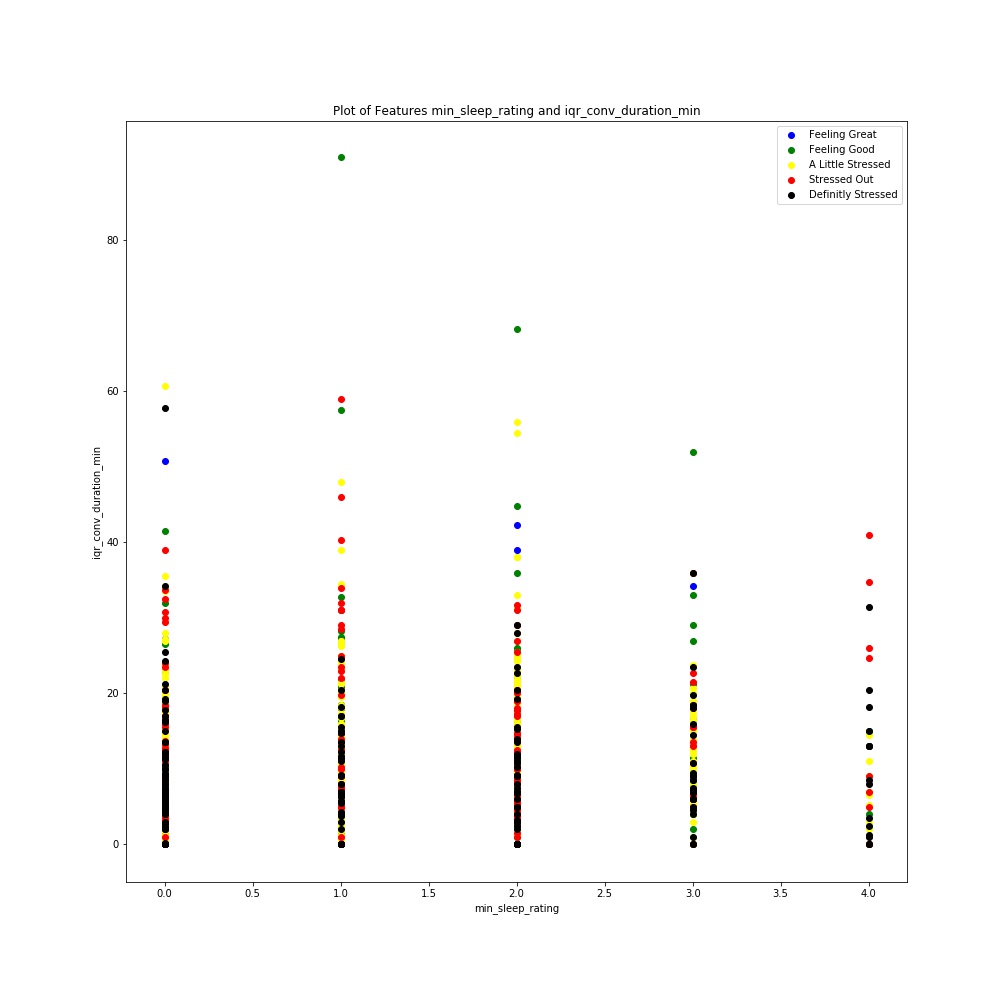 Plot of Features min_sleep_rating and iqr_conv_duration_min
Feeling Great
Feeling Good
A Little Stressed
Stressed Out
Definitly Stressed
iqr_conv_duration_min
80
60
40
20
0
0.0 0.5 1.0 1.5 2.0 2.5 3.0 3.5 4.0
min_sleep_rating